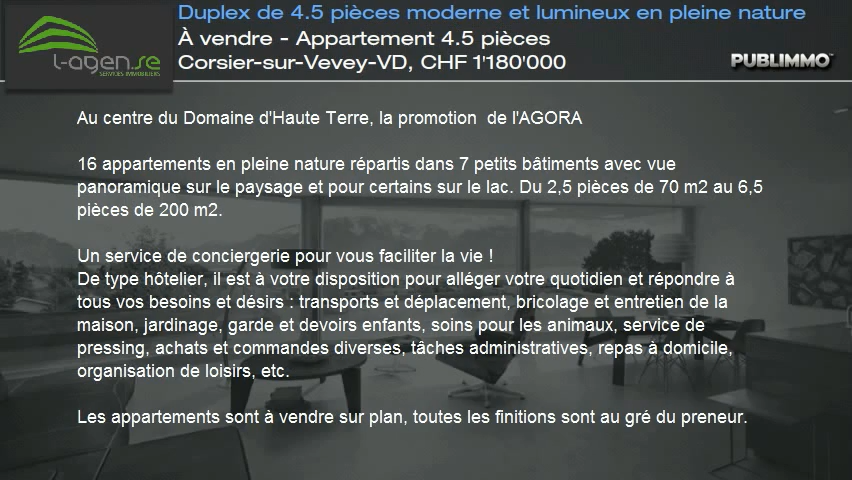 Duplex de 4.5 pièces moderne et lumineux en pleine nature
À vendre - Appartement 4.5 pièces
Corsier-sur-Vevey-VD, CHF 1'180'000
l-agen.se
SERVICES IMMOBILIERS
PUBLIMMO
Au centre du Domaine d'Haute Terre, la promotion  de l'AGORA
16 appartements en pleine nature répartis dans 7 petits bâtiments avec vue
panoramique sur le paysage et pour certains sur le lac. Du 2,5 pièces de 70 m2 au 6,5
pièces de 200 m2.
Un service de conciergerie pour vous faciliter la vie !
De type hôtelier, il est à votre disposition pour alléger votre quotidien et répondre à
tous vos besoins et désirs : transports et déplacement, bricolage et entretien de la
maison, jardinage, garde et devoirs enfants, soins pour les animaux, service de
pressing, achats et commandes diverses, tâches administratives, repas à domicile,
organisation de loisirs, etc.
Les appartements sont à vendre sur plan, toutes les finitions sont au gré du preneur.